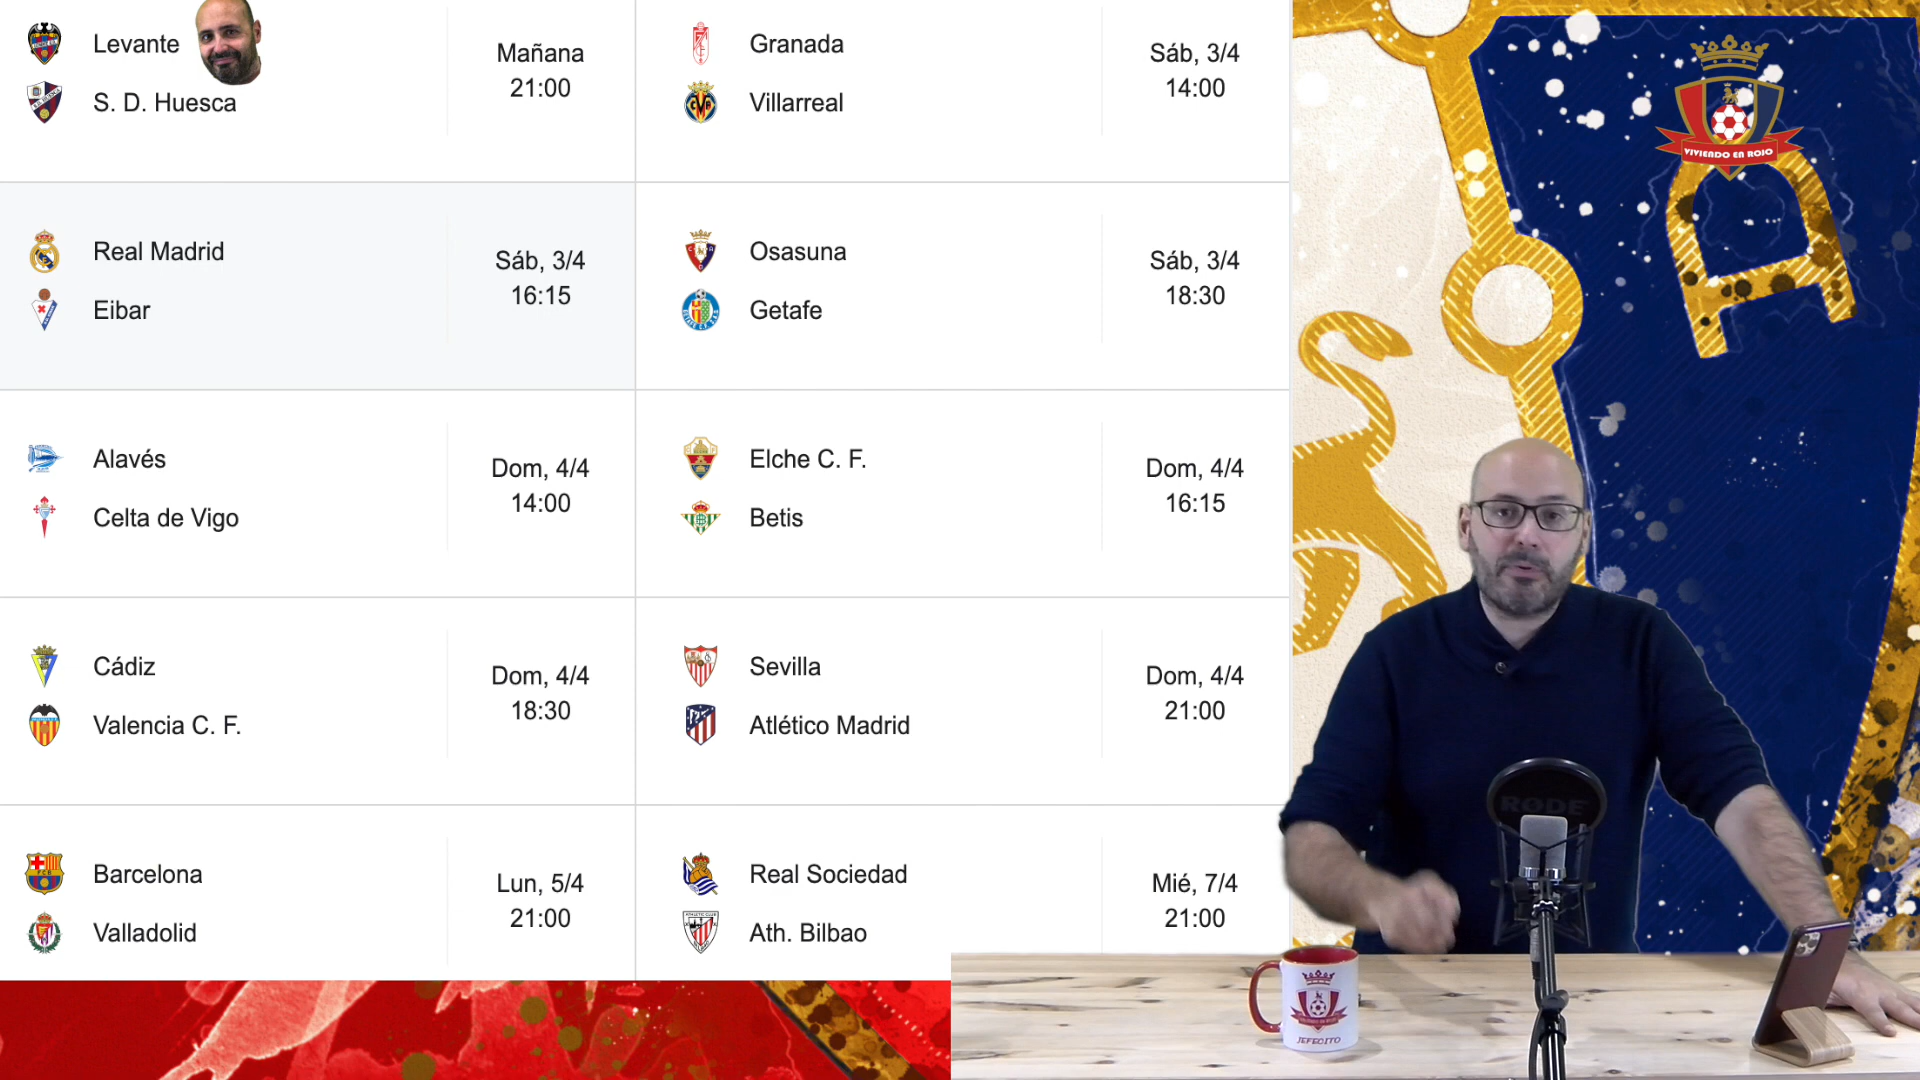 Levante
S. D. Huesca
Mañana
21:00
Granada
Villarreal
Sáb, 3/4
14:00
VIVIENDO EN ROJO
Real Madrid
Eibar
Sáb, 3/4
16:15
Osasuna
Getafe
Sáb, 3/4
18:30
Alavés
Celta de Vigo
Dom, 4/4
14:00
Elche C. F.
Betis
Dom, 4/4
16:15
Cádiz
Valencia C. F.
Dom, 4/4
18:30
Sevilla
Atlético Madrid
Dom, 4/4
21:00
RØDE
Barcelona
Valladolid
Lun, 5/4
21:00
Real Sociedad
Ath. Bilbao
Mié, 7/4
21:00
JEFECITO